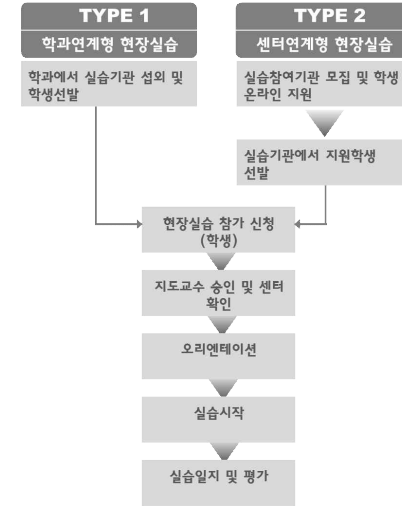 TYPE 1
학과연계형 현장실습
학과에서 실습기관 섭외 및
학생선발
TYPE 2
센터연계형 현장실습
실습참여기관 모집 및 학생
온라인 지원
실습기관에서 지원학생
선발
현장실습 참가 신청
(학생)
지도교수 승인 및 센터
확인
오리엔테이션
실습시작
실습일지 및 평가